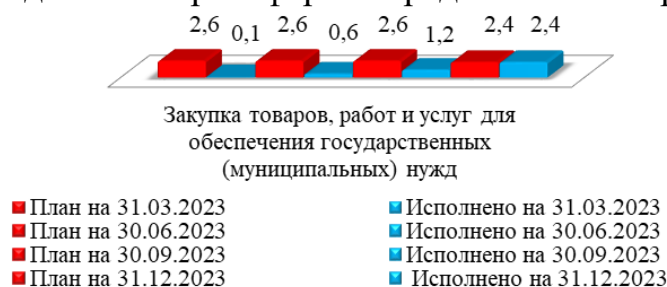 2,6 0,1 2,6 0,6 2,6 1,2 2,4 2,4
Закупка товаров, работ и услуг для
обеспечения государственных
(муниципальных) нужд
План на 31.03.2023 Исполнено на 31.03.2023
План на 30.06.2023 Исполнено на 30.06.2023
План на 30.09.2023 Исполнено на 30.09.2023
План на 31.12.2023 Исполнено на 31.12.2023